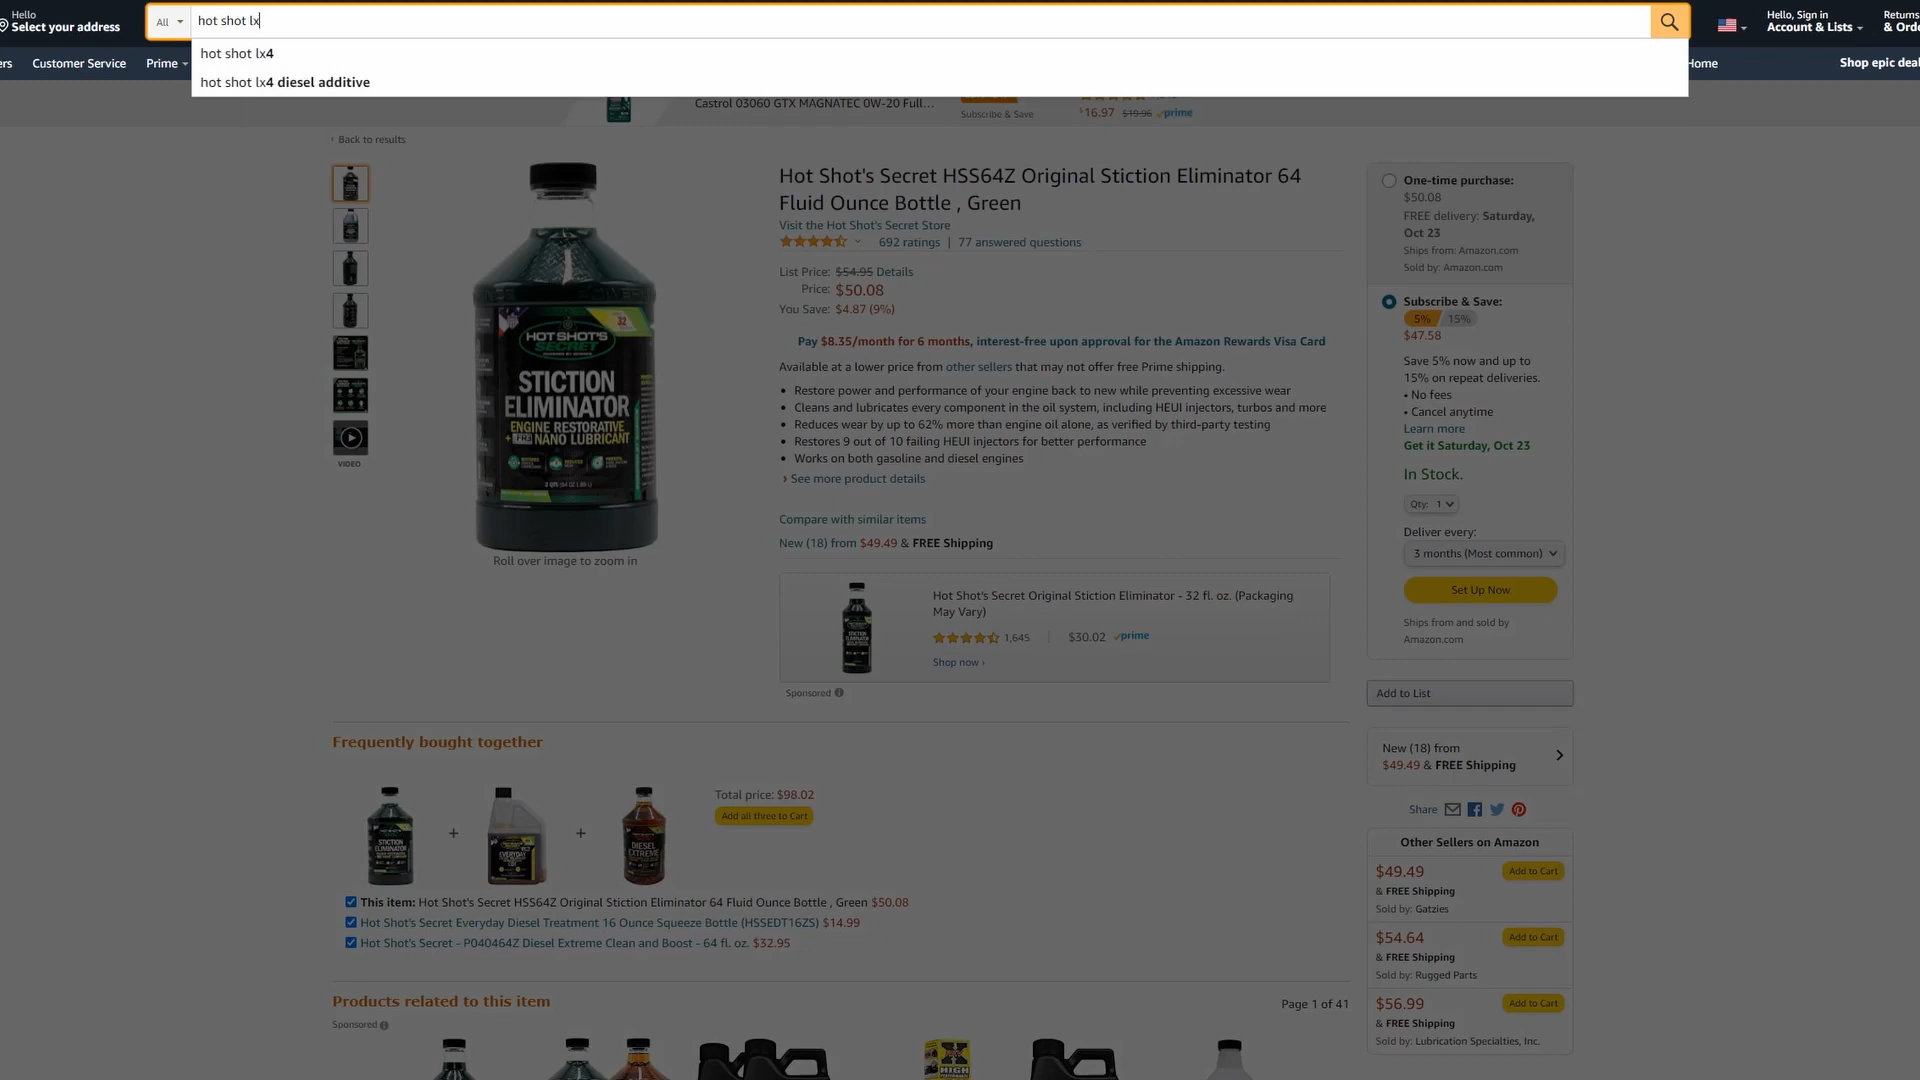 Hello
Select your address
All
hot shot lx
Hello, Sign in
Account & Lists
Returns
& Orde
hot shot lx4
hot shot lx4 diesel additive
ers
Customer Service
Prime
Home
Shop epic deal
Castrol 03060 GTX MAGNATEC 0W-20 Full...
Subscribe & Save
$16.97 $19.96 prime
‹ Back to results
Hot Shot's Secret HSS64Z Original Stiction Eliminator 64
Fluid Ounce Bottle , Green
Visit the Hot Shot's Secret Store
692 ratings | 77 answered questions
List Price: $54.95 Details
Price: $50.08
You Save: $4.87 (9%)
Pay $8.35/month for 6 months, interest-free upon approval for the Amazon Rewards Visa Card
Available at a lower price from other sellers that may not offer free Prime shipping.
• Restore power and performance of your engine back to new while preventing excessive wear
• Cleans and lubricates every component in the oil system, including HEUI injectors, turbos and more
• Reduces wear by up to 62% more than engine oil alone, as verified by third-party testing
• Restores 9 out of 10 failing HEUI injectors for better performance
• Works on both gasoline and diesel engines
› See more product details
Compare with similar items
New (18) from $49.49 & FREE Shipping
HOT SHOT'S
SECRET
STICTION
ELIMINATOR
ENGINE RESTORATIVE
+ FR3 NANO LUBRICANT
VIDEO
Roll over image to zoom in
Hot Shot's Secret Original Stiction Eliminator - 32 fl. oz. (Packaging
May Vary)
1,645 | $30.02 prime
Shop now ›
Sponsored
One-time purchase:
$50.08
FREE delivery: Saturday,
Oct 23
Ships from: Amazon.com
Sold by: Amazon.com
Subscribe & Save:
5% 15%
$47.58
Save 5% now and up to
15% on repeat deliveries.
• No fees
• Cancel anytime
Learn more
Get it Saturday, Oct 23
In Stock.
Qty: 1
Deliver every:
3 months (Most common)
Set Up Now
Ships from and sold by
Amazon.com
Add to List
New (18) from
$49.49 & FREE Shipping
Share
Other Sellers on Amazon
$49.49
Add to Cart
& FREE Shipping
Sold by: Gatzies
$54.64
Add to Cart
& FREE Shipping
Sold by: Rugged Parts
$56.99
Add to Cart
& FREE Shipping
Sold by: Lubrication Specialties, Inc.
Frequently bought together
STICTION
ELIMINATOR
+
EVERYDAY
+
DIESEL
EXTREME
Total price: $98.02
Add all three to Cart
This item: Hot Shot's Secret HSS64Z Original Stiction Eliminator 64 Fluid Ounce Bottle , Green $50.08
Hot Shot's Secret Everyday Diesel Treatment 16 Ounce Squeeze Bottle (HSSEDT16ZS) $14.99
Hot Shot's Secret - P040464Z Diesel Extreme Clean and Boost - 64 fl. oz. $32.95
Products related to this item
Page 1 of 41
Sponsored
HIGH